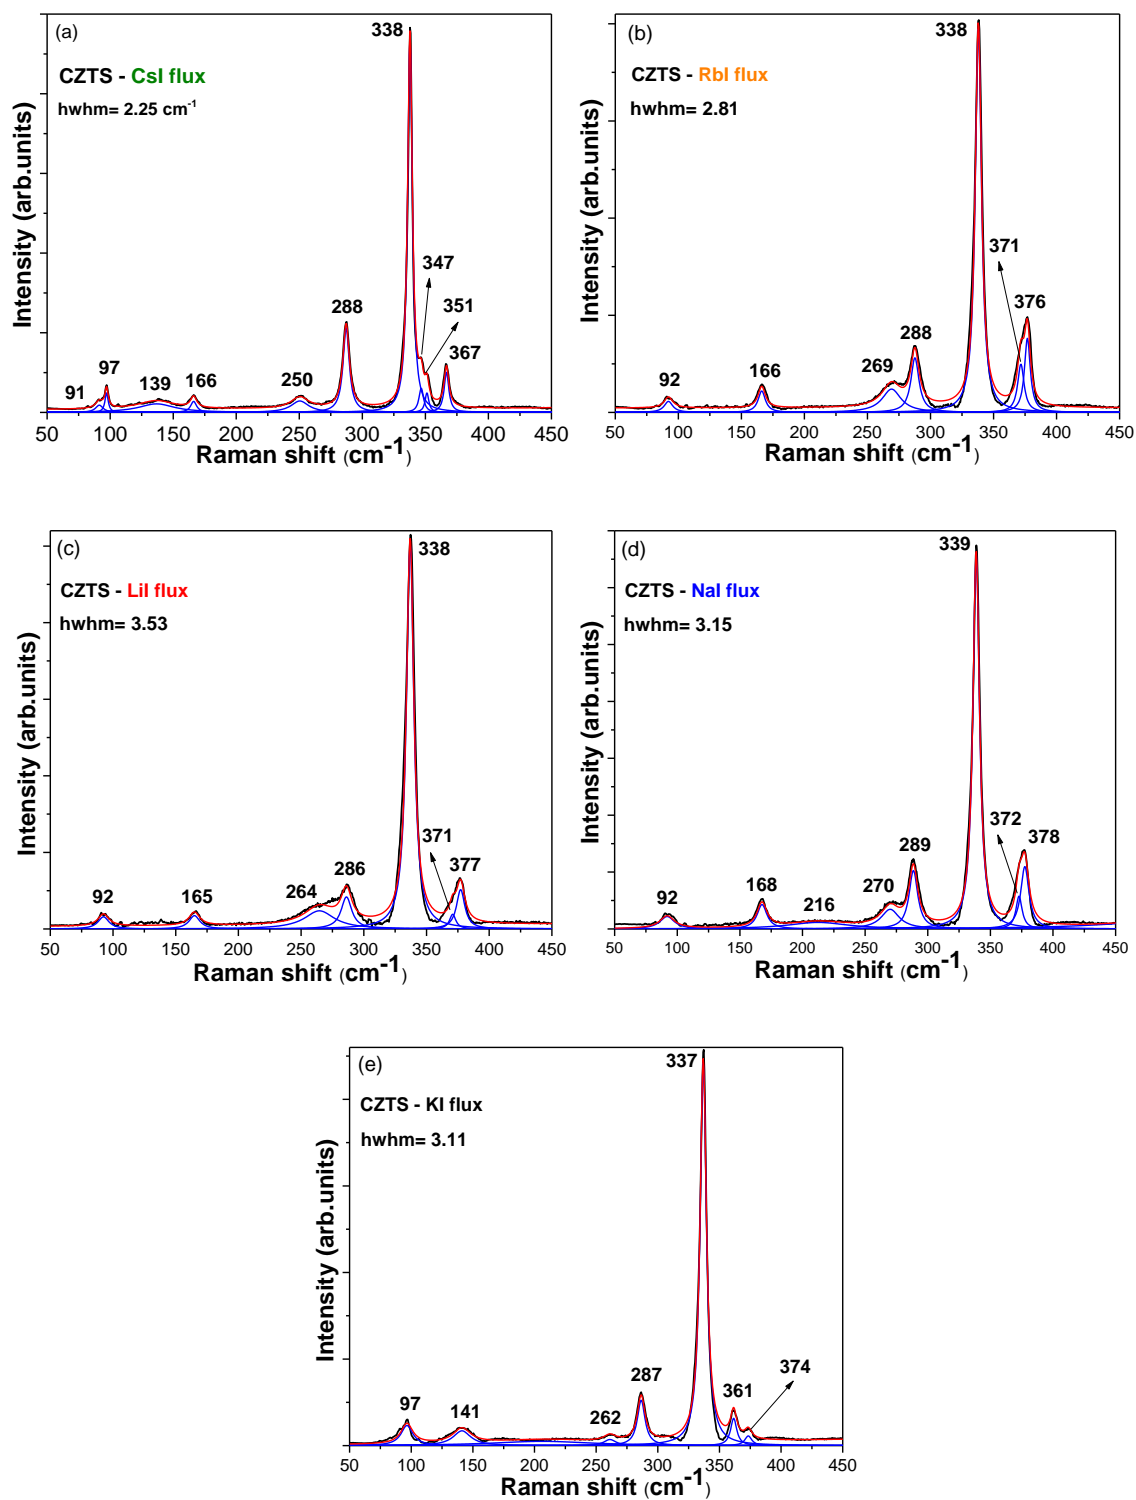 (a)
338
CZTS - CsI flux
hwhm= 2.25 cm-1
347
351
288
367
97
91
139
166
250
50 100 150 200 250 300 350 400 450
Raman shift (cm-1)
Intensity (arb.units)
(b)
338
CZTS - RbI flux
hwhm= 2.81
371
376
288
269
166
92
50 100 150 200 250 300 350 400 450
Raman shift (cm-1)
Intensity (arb.units)
(c)
338
CZTS - LiI flux
hwhm= 3.53
371
377
286
264
165
92
50 100 150 200 250 300 350 400 450
Raman shift (cm-1)
Intensity (arb.units)
(d)
339
CZTS - NaI flux
hwhm= 3.15
372
378
289
270
216
168
92
50 100 150 200 250 300 350 400 450
Raman shift (cm-1)
Intensity (arb.units)
(e)
337
CZTS - KI flux
hwhm= 3.11
374
361
287
262
141
97
50 100 150 200 250 300 350 400 450
Raman shift (cm-1)
Intensity (arb.units)